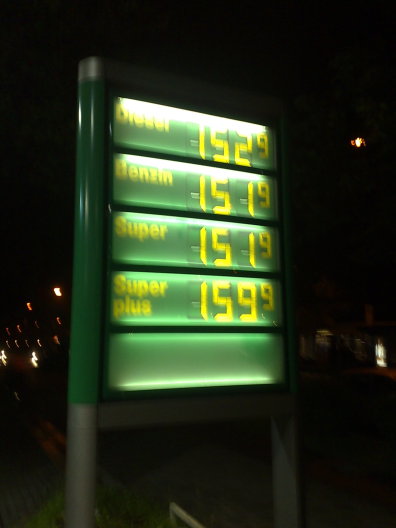 Diesel 1529
Benzin 1519
Super 1519
Super plus 1599